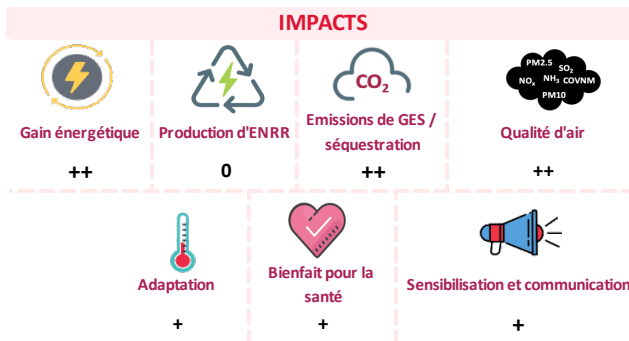 IMPACTS
CO₂
PM2.5
SO₂
NOₓ
NH₃
COVNM
PM10
Gain énergétique
Production d'ENRR
Emissions de GES /
séquestration
Qualité d'air
++
0
++
++
Adaptation
Bienfait pour la
santé
Sensibilisation et communication
+
+
+